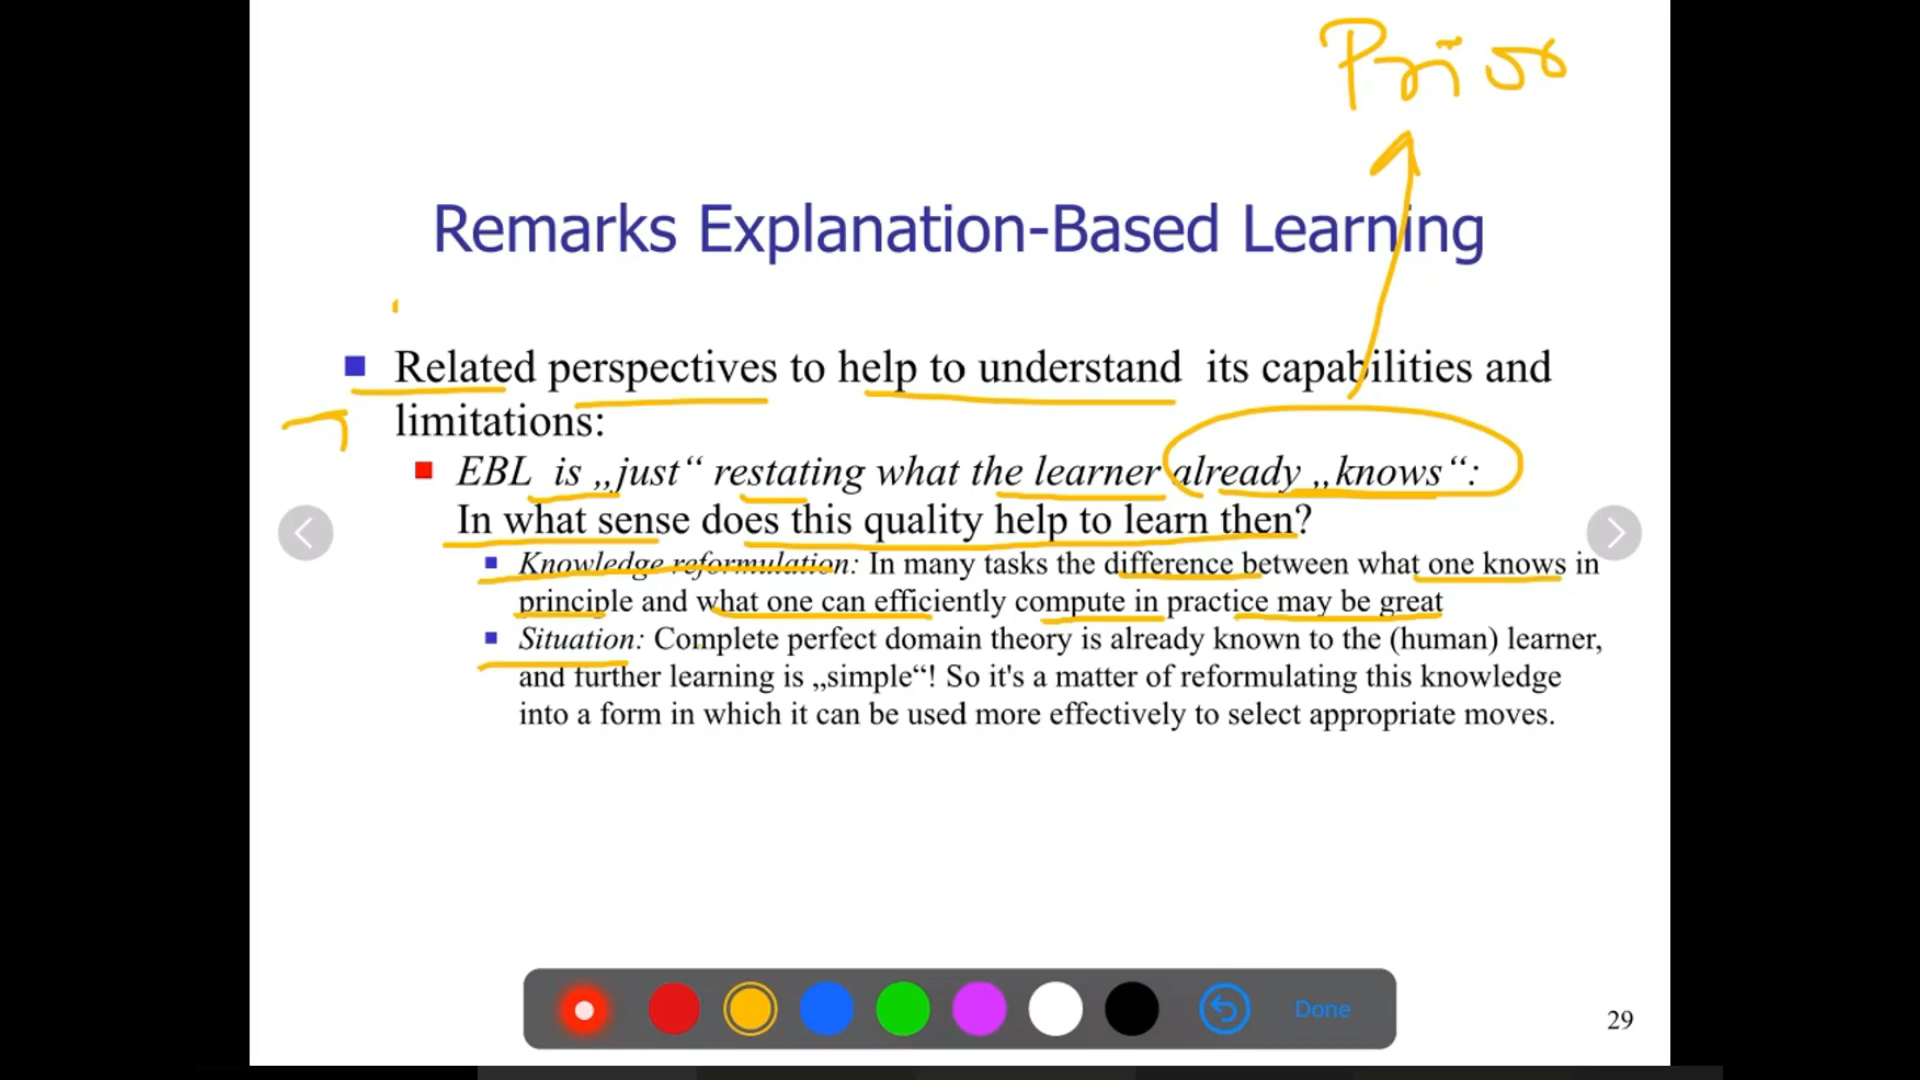 Prior
Remarks Explanation-Based Learning
Related perspectives to help to understand its capabilities and
limitations:
EBL is „just“ restating what the learner already „knows“:
In what sense does this quality help to learn then?
Knowledge reformulation: In many tasks the difference between what one knows in
principle and what one can efficiently compute in practice may be great
Situation: Complete perfect domain theory is already known to the (human) learner,
and further learning is „simple“! So it's a matter of reformulating this knowledge
into a form in which it can be used more effectively to select appropriate moves.
Done
29